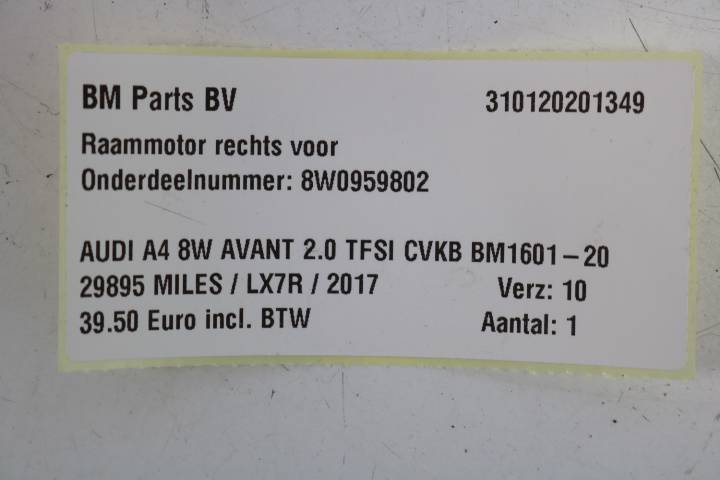 BM Parts BV 310120201349
Raammotor rechts voor
Onderdeelnummer: 8W0959802
AUDI A4 8W AVANT 2.0 TFSI CVKB BM1601-20
29895 MILES / LX7R / 2017 Verz: 10
39.50 Euro incl. BTW Aantal: 1